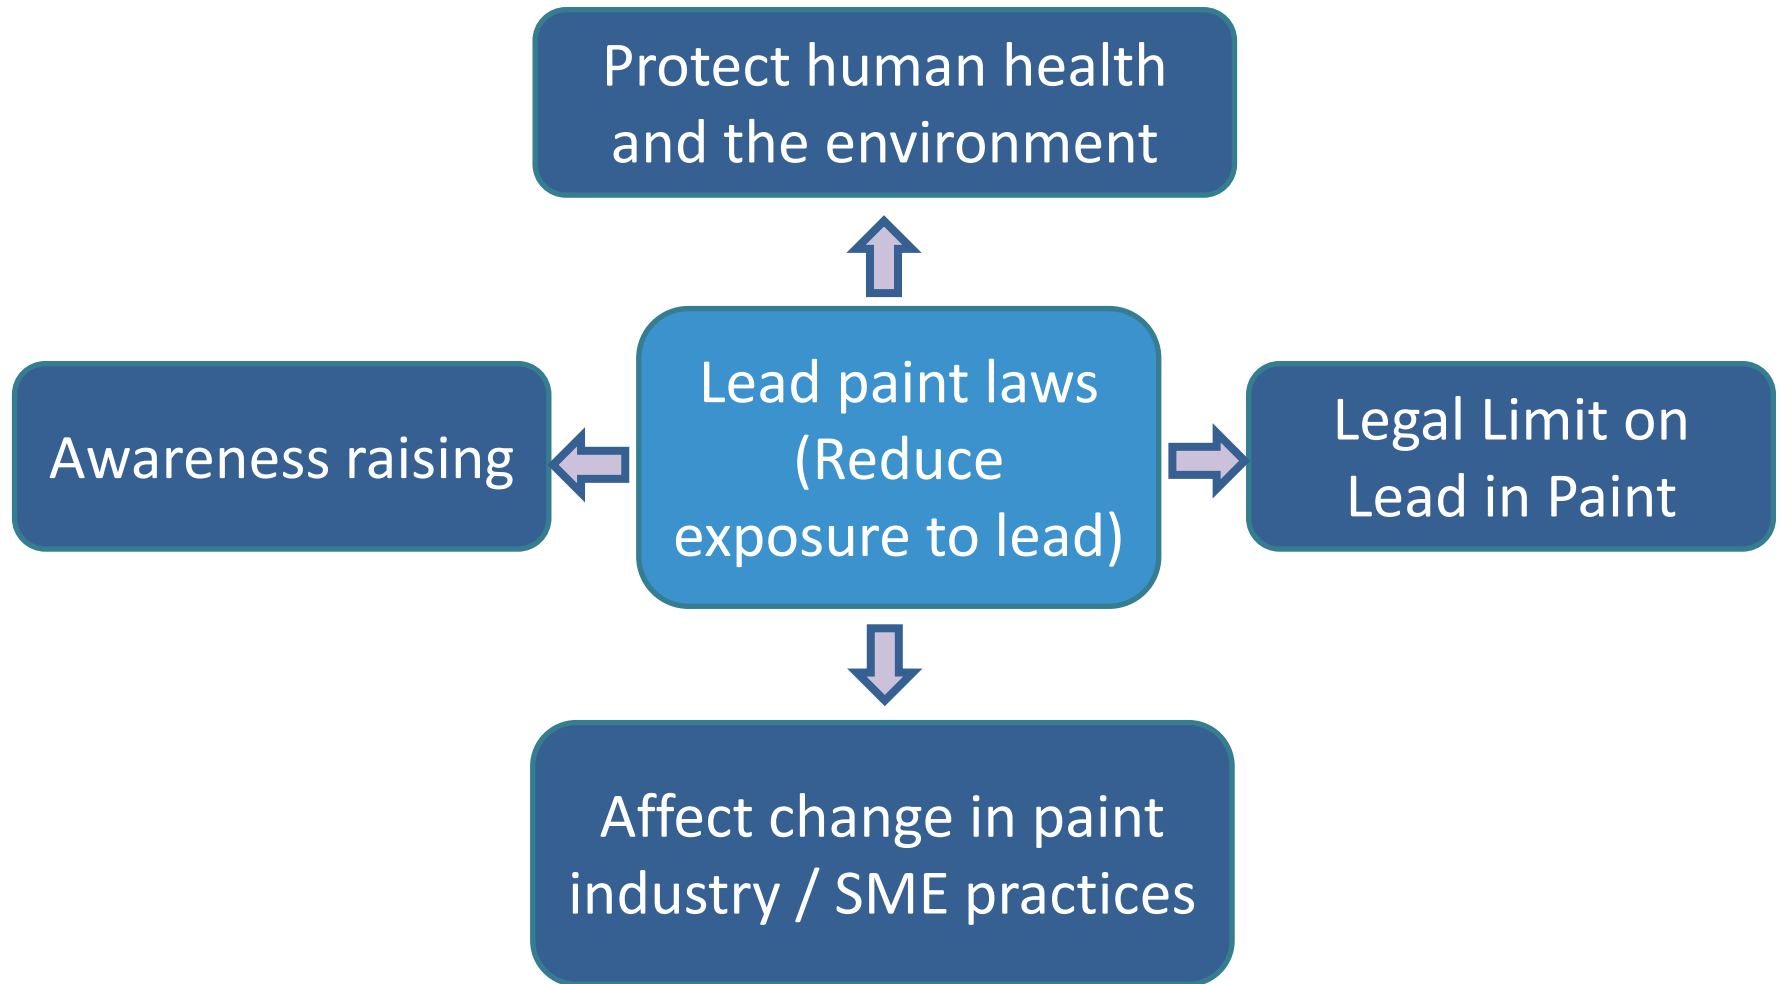 Protect human health
and the environment
Awareness raising
Lead paint laws
(Reduce
exposure to lead)
Legal Limit on
Lead in Paint
Affect change in paint
industry / SME practices